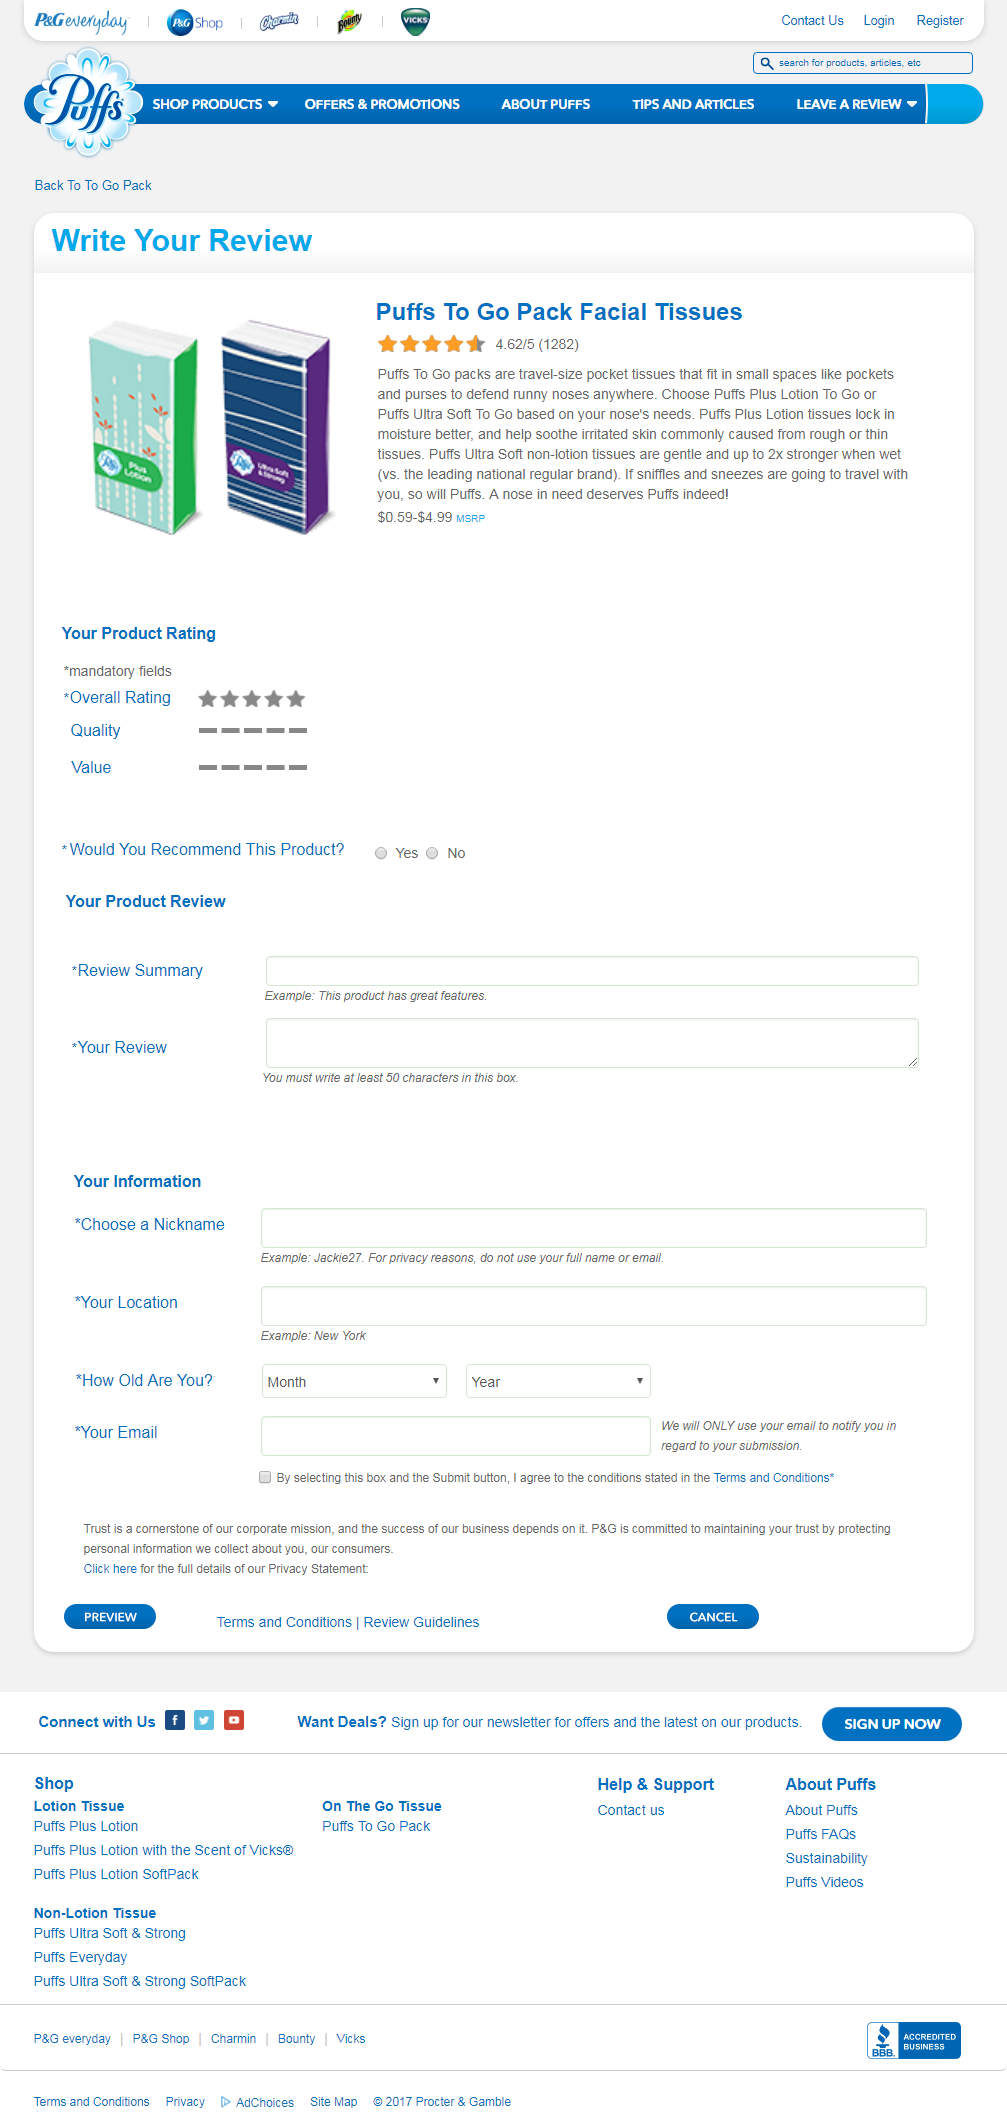 P&G everyday
P&G Shop
Charmin
Bounty
VICKS
Contact Us
Login
Register
search for products, articles, etc
Puffs
SHOP PRODUCTS
OFFERS & PROMOTIONS
ABOUT PUFFS
TIPS AND ARTICLES
LEAVE A REVIEW
Back To To Go Pack
Write Your Review
Puffs
Plus
Lotion
Puffs
Ultra Soft
& Strong
Puffs To Go Pack Facial Tissues
4.62/5 (1282)
Puffs To Go packs are travel-size pocket tissues that fit in small spaces like pockets
and purses to defend runny noses anywhere. Choose Puffs Plus Lotion To Go or
Puffs Ultra Soft To Go based on your nose's needs. Puffs Plus Lotion tissues lock in
moisture better, and help soothe irritated skin commonly caused from rough or thin
tissues. Puffs Ultra Soft non-lotion tissues are gentle and up to 2x stronger when wet
(vs. the leading national regular brand). If sniffles and sneezes are going to travel with
you, so will Puffs. A nose in need deserves Puffs indeed!
$0.59-$4.99 MSRP
Your Product Rating
*mandatory fields
*Overall Rating
Quality
Value
* Would You Recommend This Product?
Yes
No
Your Product Review
*Review Summary
Example: This product has great features.
*Your Review
You must write at least 50 characters in this box.
Your Information
*Choose a Nickname
Example: Jackie27. For privacy reasons, do not use your full name or email.
*Your Location
Example: New York
*How Old Are You?
Month
Year
*Your Email
We will ONLY use your email to notify you in
regard to your submission.
By selecting this box and the Submit button, I agree to the conditions stated in the Terms and Conditions*
Trust is a cornerstone of our corporate mission, and the success of our business depends on it. P&G is committed to maintaining your trust by protecting
personal information we collect about you, our consumers.
Click here for the full details of our Privacy Statement:
PREVIEW
Terms and Conditions | Review Guidelines
CANCEL
Connect with Us
Want Deals? Sign up for our newsletter for offers and the latest on our products.
SIGN UP NOW
Shop
Lotion Tissue
Puffs Plus Lotion
Puffs Plus Lotion with the Scent of Vicks®
Puffs Plus Lotion SoftPack
Non-Lotion Tissue
Puffs Ultra Soft & Strong
Puffs Everyday
Puffs Ultra Soft & Strong SoftPack
On The Go Tissue
Puffs To Go Pack
Help & Support
Contact us
About Puffs
About Puffs
Puffs FAQs
Sustainability
Puffs Videos
P&G everyday | P&G Shop | Charmin | Bounty | Vicks
BBB.
ACCREDITED
BUSINESS
Terms and Conditions
Privacy
AdChoices
Site Map
© 2017 Procter & Gamble